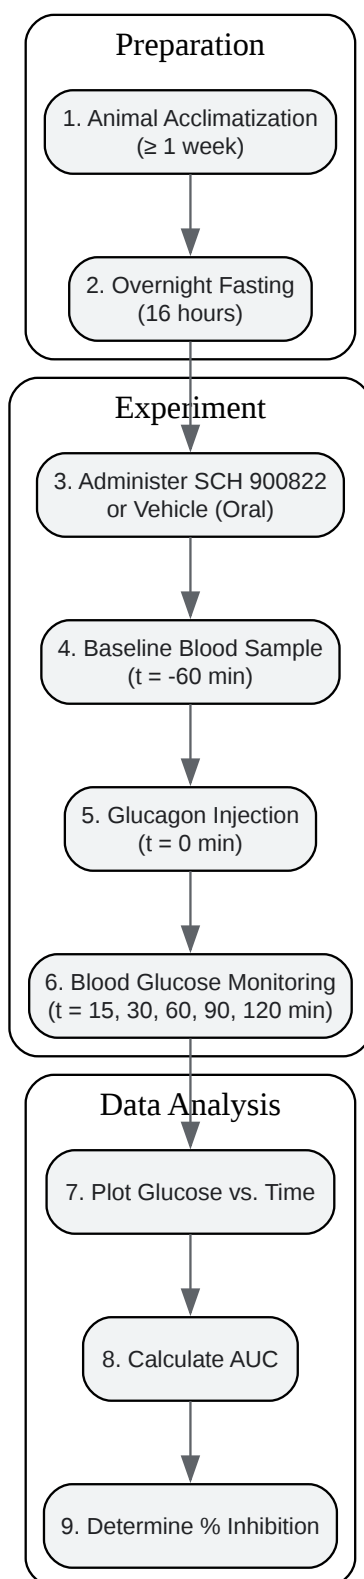 Preparation
1. Animal Acclimatization
(≥ 1 week)
2. Overnight Fasting
(16 hours)
Experiment
3. Administer SCH 900822
or Vehicle (Oral)
4. Baseline Blood Sample
(t = -60 min)
5. Glucagon Injection
(t = 0 min)
6. Blood Glucose Monitoring
(t = 15, 30, 60, 90, 120 min)
Data Analysis
7. Plot Glucose vs. Time
8. Calculate AUC
9. Determine % Inhibition